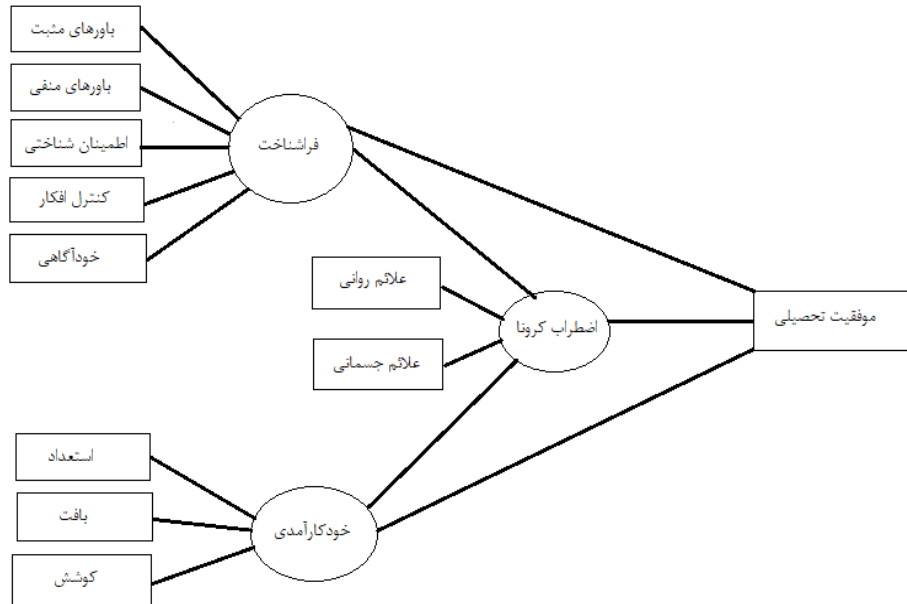 باورهای مثبت
باورهای منفی
اطمینان شناختی
کنترل افکار
خودآگاهی
فراشناخت
علائم روانی
علائم جسمانی
اضطراب کرونا
موفقیت تحصیلی
استعداد
بافت
کوشش
خودکارآمدی